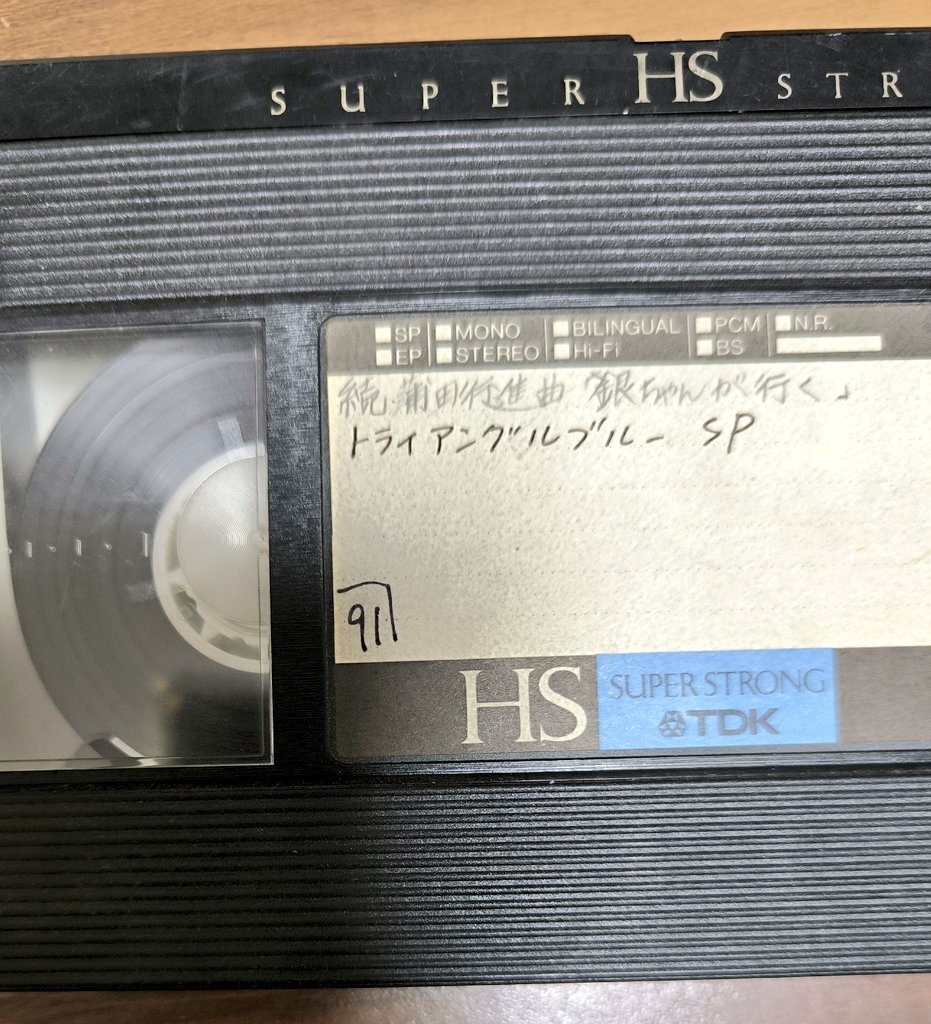 SUPER HS STR
SP MONO BILINGUAL PCM N.R.
EP STEREO Hi-Fi BS
続 蒲田行進曲「銀ちゃんが行く」
トライアングルブルー SP
91
HS SUPER STRONG
TDK